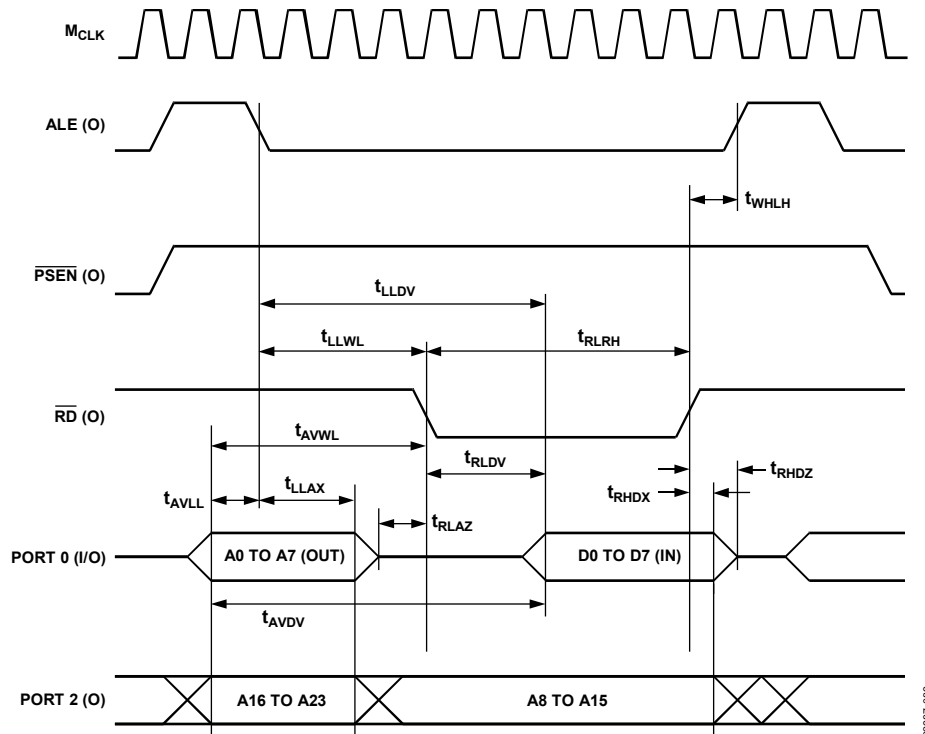 MCLK
ALE (O)
tWHLH
PSEN (O)
tLLDV
tLLWL tRLRH
RD (O)
tAVWL
tRLDV
tAVLL tLLAX tRHDX tRHDZ
tRLAZ
PORT 0 (I/O) A0 TO A7 (OUT) D0 TO D7 (IN)
tAVDV
PORT 2 (O) A16 TO A23 A8 TO A15